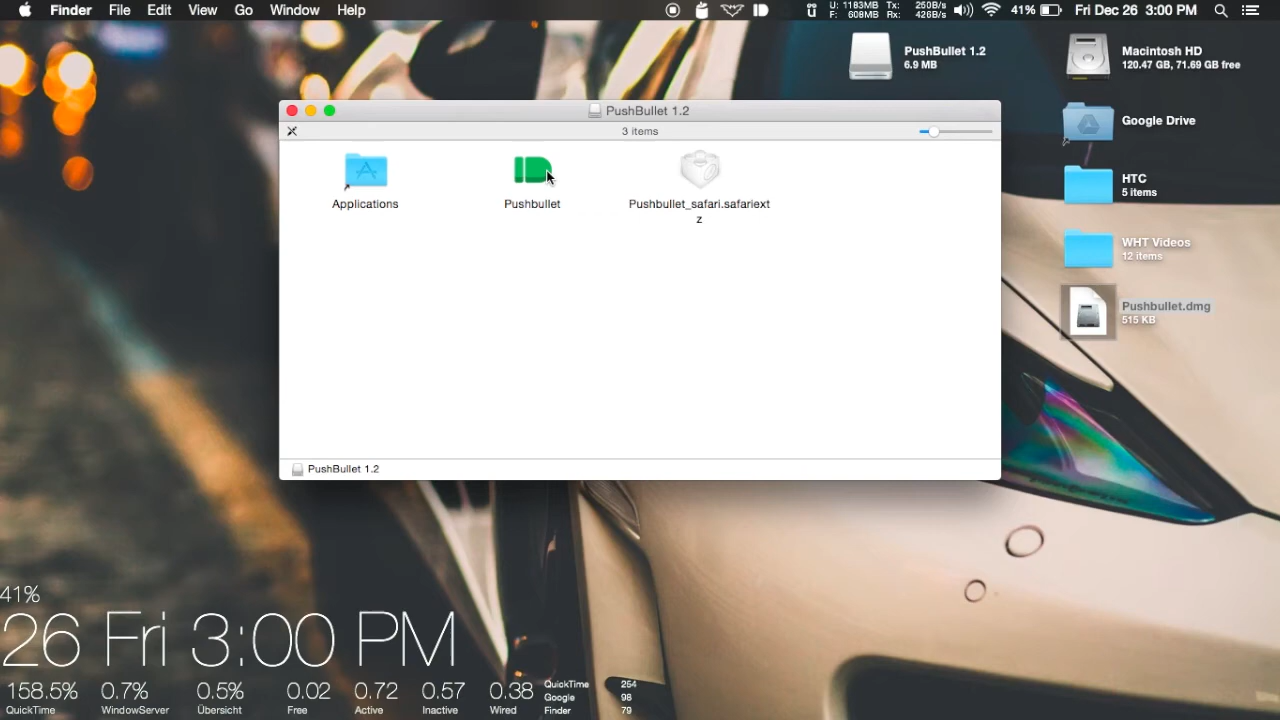 Finder File Edit View Go Window Help
U: 1183MB Tx: 250B/s
F: 608MB Rx: 426B/s
41% Fri Dec 26 3:00 PM
PushBullet 1.2
6.9 MB
Macintosh HD
120.47 GB, 71.69 GB free
PushBullet 1.2
3 items
Google Drive
Applications
Pushbullet
Pushbullet_safari.safariext
z
HTC
5 items
WHT Videos
12 items
Pushbullet.dmg
515 KB
PushBullet 1.2
41%
26 Fri 3:00 PM
158.5% 0.7% 0.5% 0.02 0.72 0.57 0.38
QuickTime WindowServer Übersicht Free Active Inactive Wired
QuickTime 254
Google 98
Finder 79